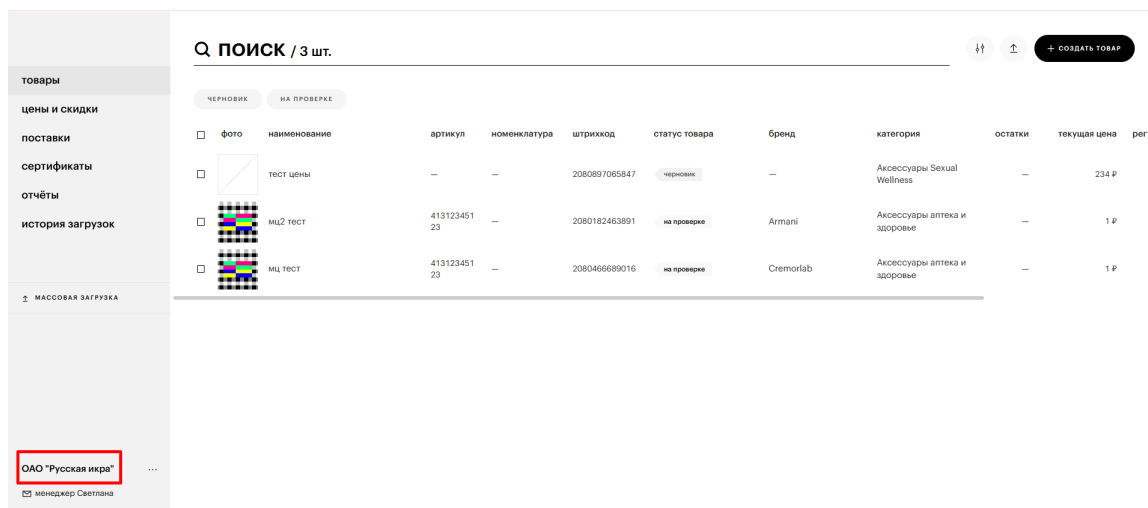 ПОИСК / 3 шт.
+ СОЗДАТЬ ТОВАР
товары
цены и скидки
поставки
сертификаты
отчёты
история загрузок
МАССОВАЯ ЗАГРУЗКА
ОАО "Русская икра" ...
менеджер Светлана
ЧЕРНОВИК НА ПРОВЕРКЕ
фото наименование артикул номенклатура штрихкод статус товара бренд категория остатки текущая цена рег
тест цены — — 2080897065847 черновик — Аксессуары Sexual — 234 ₽
Wellness
мц2 тест 413123451 — 2080182463891 на проверке Armani Аксессуары аптека и — 1 ₽
23 здоровье
мц тест 413123451 — 2080466689016 на проверке Cremorlab Аксессуары аптека и — 1 ₽
23 здоровье